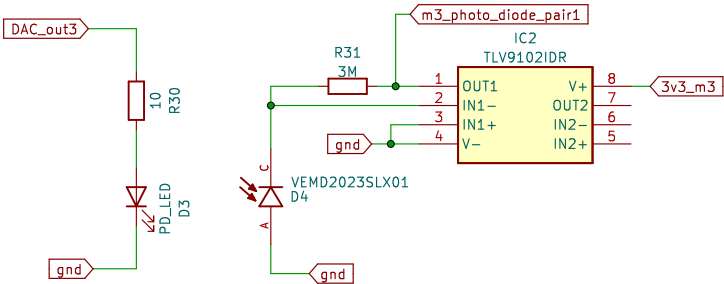 m3_photo_diode_pair1
DAC_out3
R31
3M
IC2
TLV9102IDR
10
R30
1 OUT1 V+ 8 3v3_m3
2 IN1- OUT2 7
3 IN1+ IN2- 6
gnd 4 V- IN2+ 5
C
VEMD2023SLX01
D4
A
PD_LED
D3
gnd
gnd